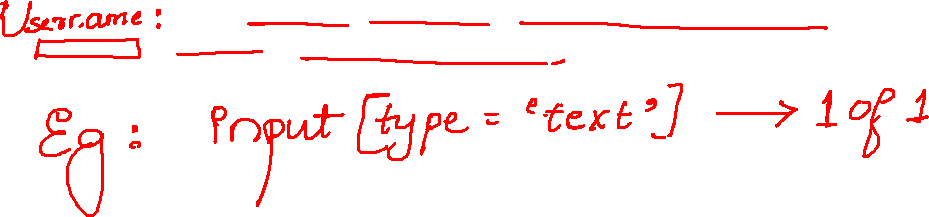 Username:
Eg: input [type = 'text'] → 1 of 1